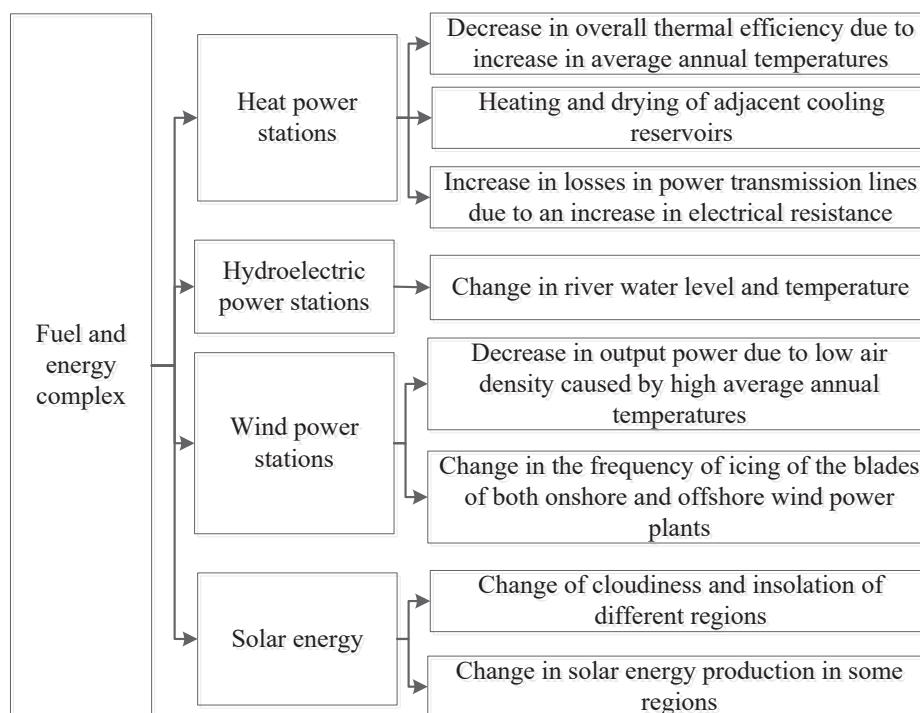 Fuel and
energy
complex
Heat power
stations
Decrease in overall thermal efficiency due to
increase in average annual temperatures
Heating and drying of adjacent cooling
reservoirs
Increase in losses in power transmission lines
due to an increase in electrical resistance
Hydroelectric
power stations
Change in river water level and temperature
Wind power
stations
Decrease in output power due to low air
density caused by high average annual
temperatures
Change in the frequency of icing of the blades
of both onshore and offshore wind power
plants
Solar energy
Change of cloudiness and insolation of
different regions
Change in solar energy production in some
regions